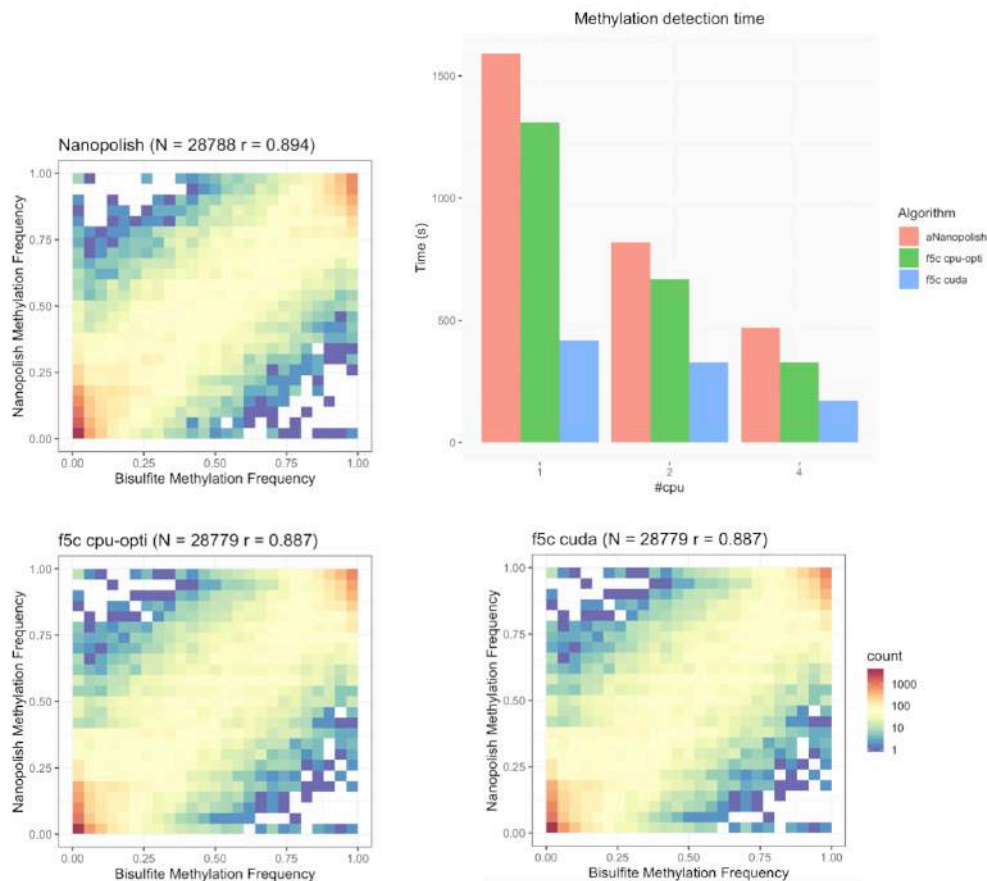 Methylation detection time
1500
1000
500
0
Time (s)
1
2
4
#cpu
Algorithm
aNanopolish
f5c cpu-opti
f5c cuda
Nanopolish (N = 28788 r = 0.894)
Nanopolish Methylation Frequency
1.00
0.75
0.50
0.25
0.00
0.00 0.25 0.50 0.75 1.00
Bisulfite Methylation Frequency
f5c cpu-opti (N = 28779 r = 0.887)
Nanopolish Methylation Frequency
1.00
0.75
0.50
0.25
0.00
0.00 0.25 0.50 0.75 1.00
Bisulfite Methylation Frequency
f5c cuda (N = 28779 r = 0.887)
Nanopolish Methylation Frequency
1.00
0.75
0.50
0.25
0.00
0.00 0.25 0.50 0.75 1.00
Bisulfite Methylation Frequency
count
1000
100
10
1